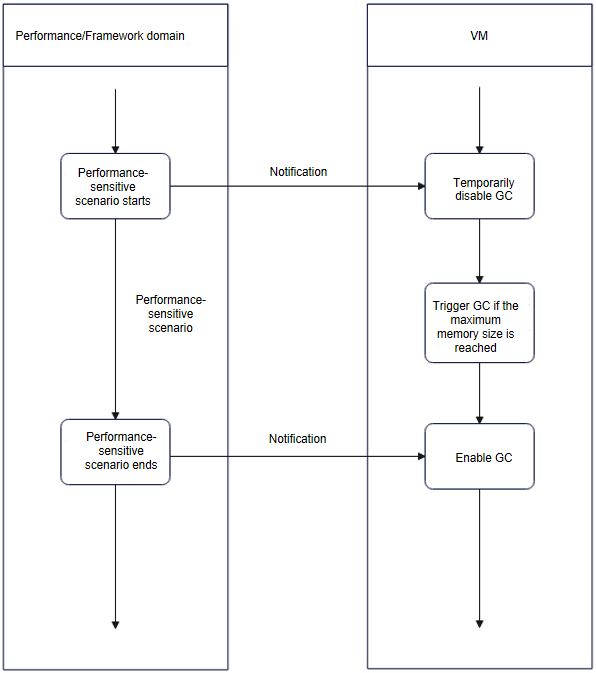 Performance/Framework domain
VM
Performance-
sensitive
scenario starts
Notification
Temporarily
disable GC
Performance-
sensitive
scenario
Trigger GC if the
maximum
memory size is
reached
Performance-
sensitive
scenario ends
Notification
Enable GC